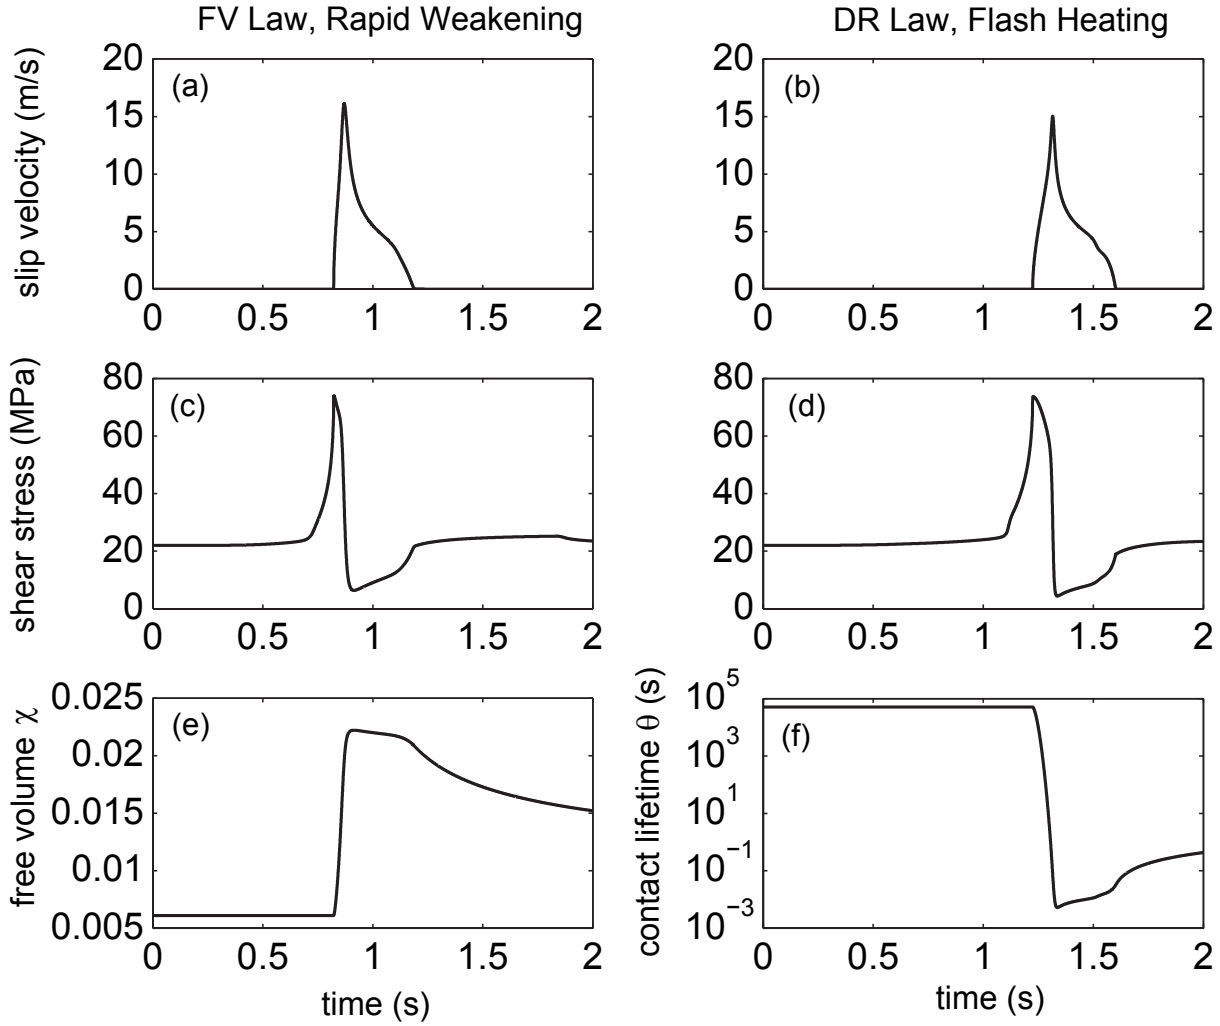 FV Law, Rapid Weakening
DR Law, Flash Heating
slip velocity (m/s)
20
15
10
5
0
(a)
0 0.5 1 1.5 2
20
15
10
5
0
(b)
0 0.5 1 1.5 2
shear stress (MPa)
80
60
40
20
0
(c)
0 0.5 1 1.5 2
80
60
40
20
0
(d)
0 0.5 1 1.5 2
free volume χ
0.025
0.02
0.015
0.01
0.005
(e)
0 0.5 1 1.5 2
time (s)
contact lifetime θ (s)
10^5
10^3
10^1
10^−1
10^−3
(f)
0 0.5 1 1.5 2
time (s)